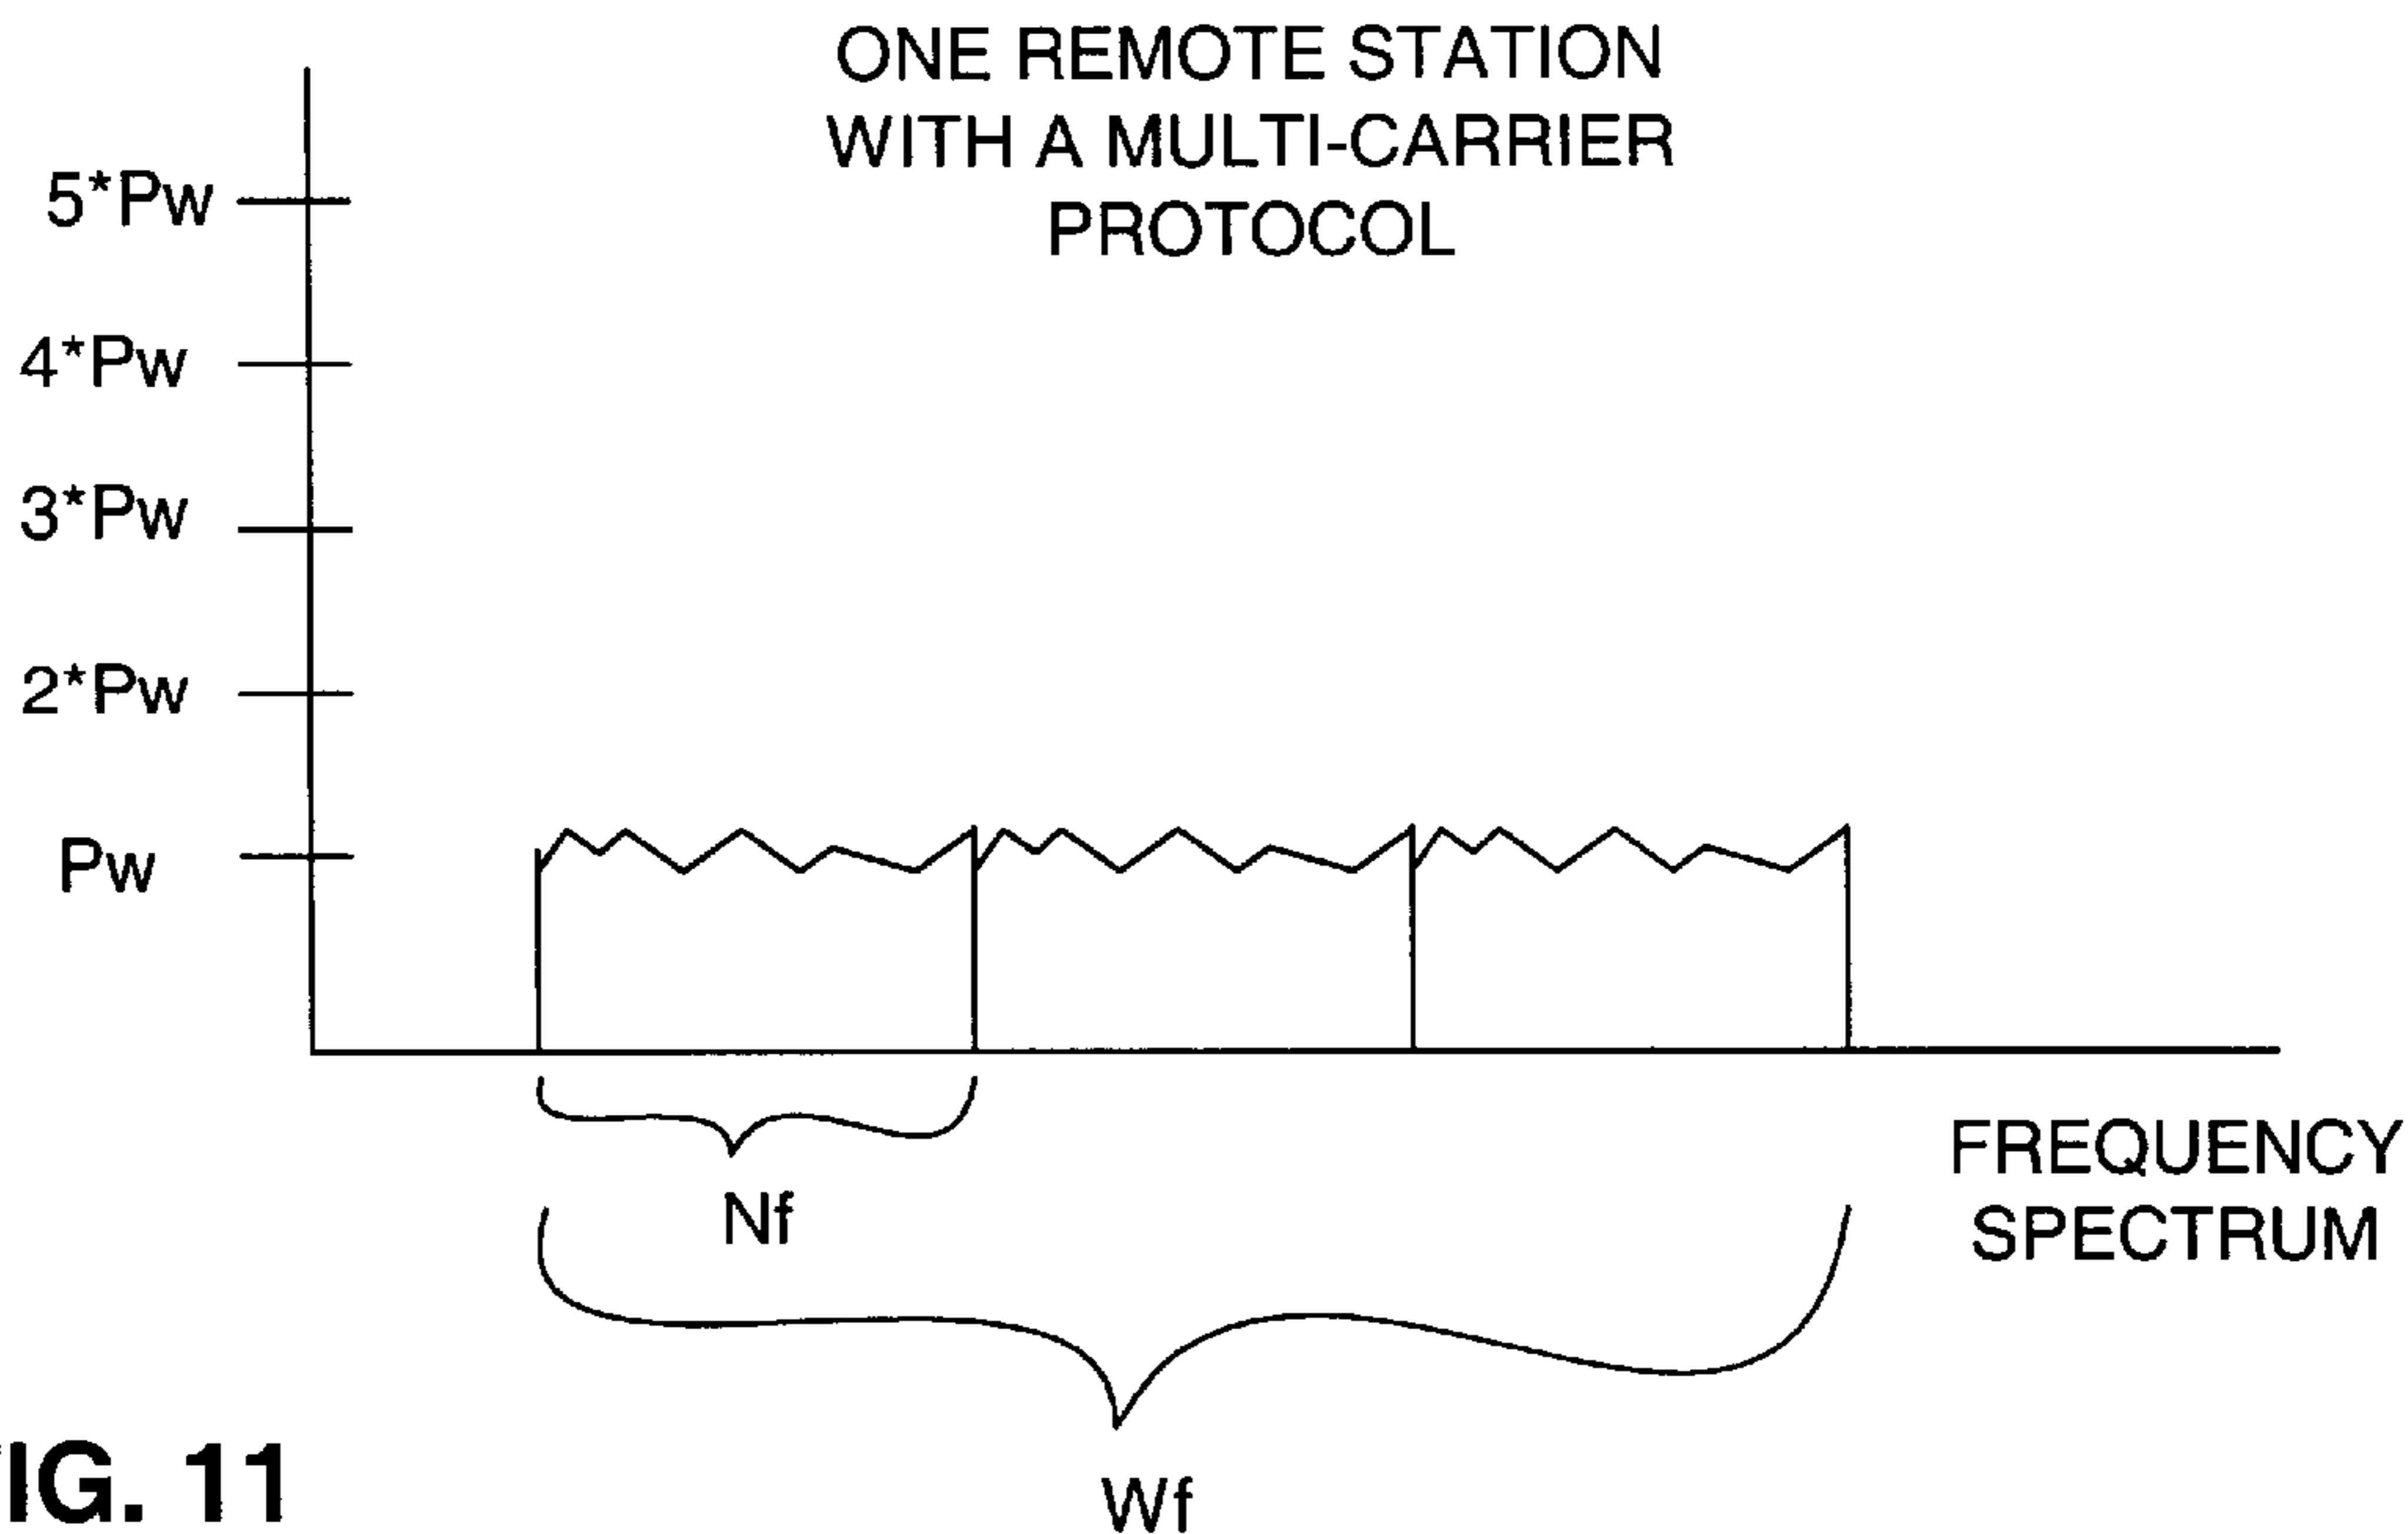 ONE REMOTE STATION
WITH A MULTI-CARRIER
PROTOCOL
5*Pw
4*Pw
3*Pw
2*Pw
Pw
Nf
FREQUENCY
SPECTRUM
Wf
IG. 11